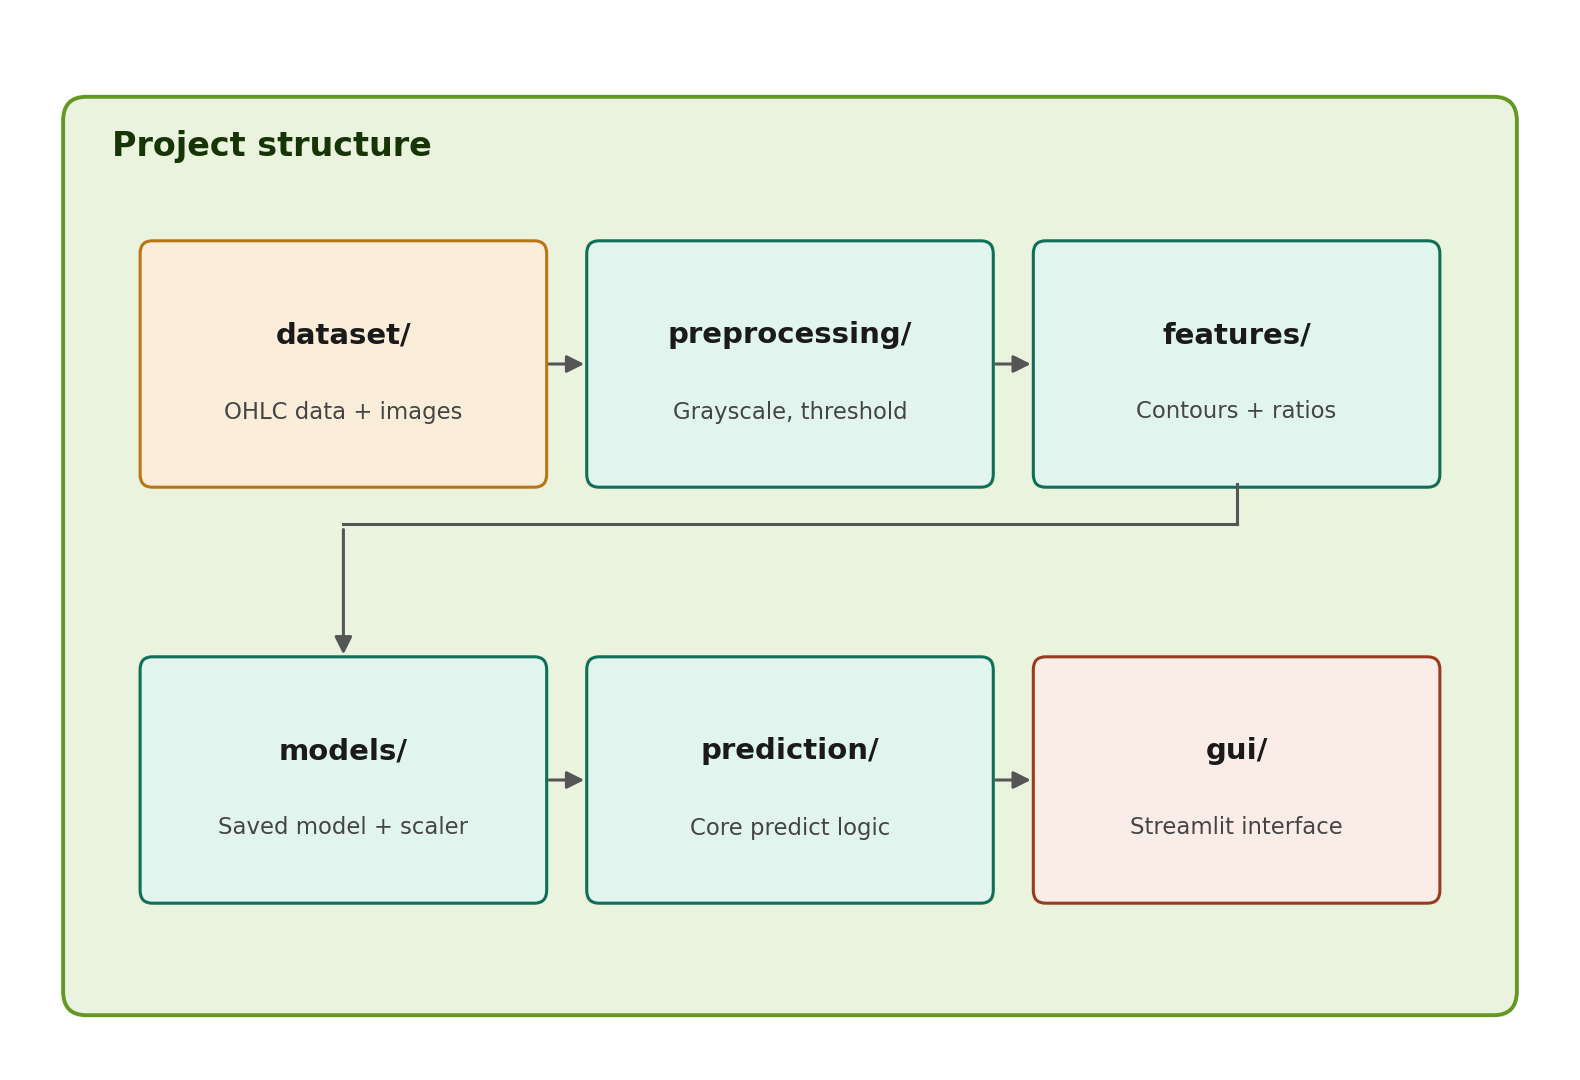 Project structure
dataset/
OHLC data + images
preprocessing/
Grayscale, threshold
features/
Contours + ratios
models/
Saved model + scaler
prediction/
Core predict logic
gui/
Streamlit interface